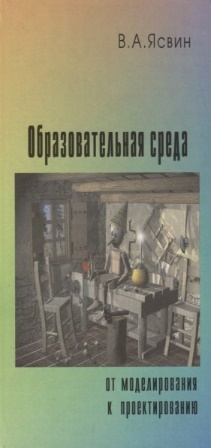 В.А.Ясвин
Образовательная среда
от моделирования
к проектированию